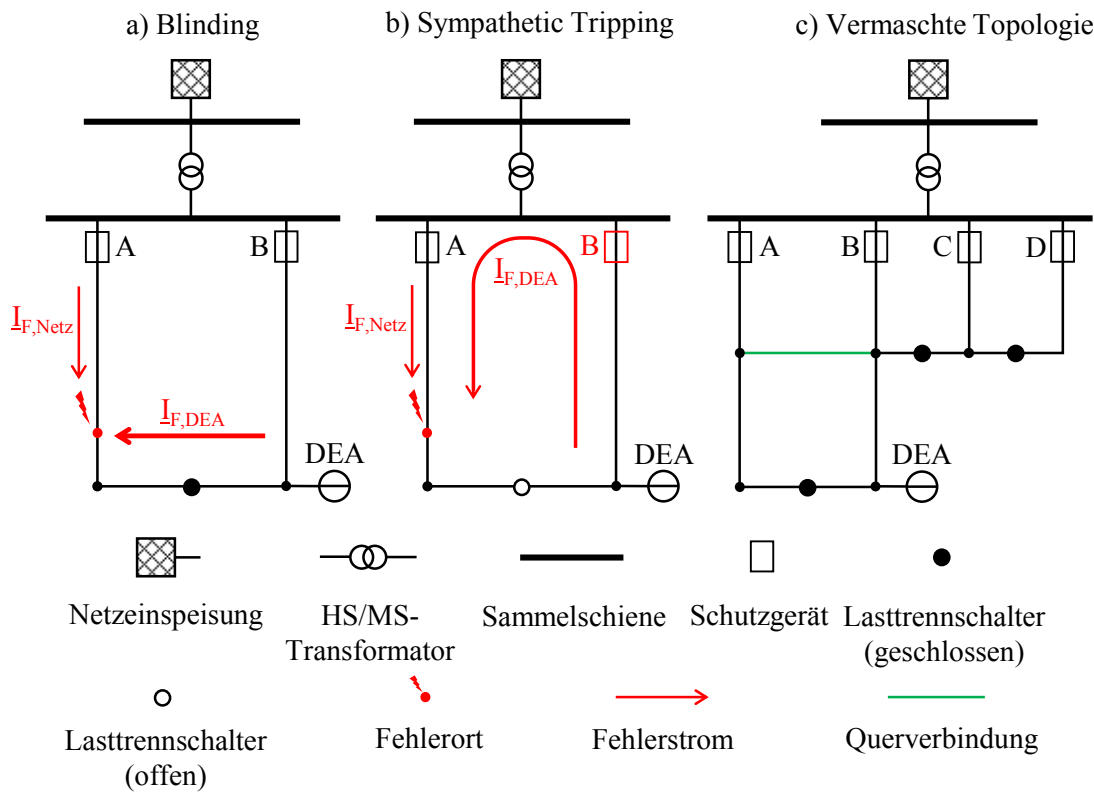 a) Blinding
b) Sympathetic Tripping
c) Vermaschte Topologie
A
B
A
B
A
B
C
D
I_F,Netz
I_F,DEA
I_F,Netz
I_F,DEA
DEA
DEA
DEA
Netzeinspeisung
HS/MS-
Transformator
Sammelschiene
Schutzgerät
Lasttrennschalter
(geschlossen)
Lasttrennschalter
(offen)
Fehlerort
Fehlerstrom
Querverbindung